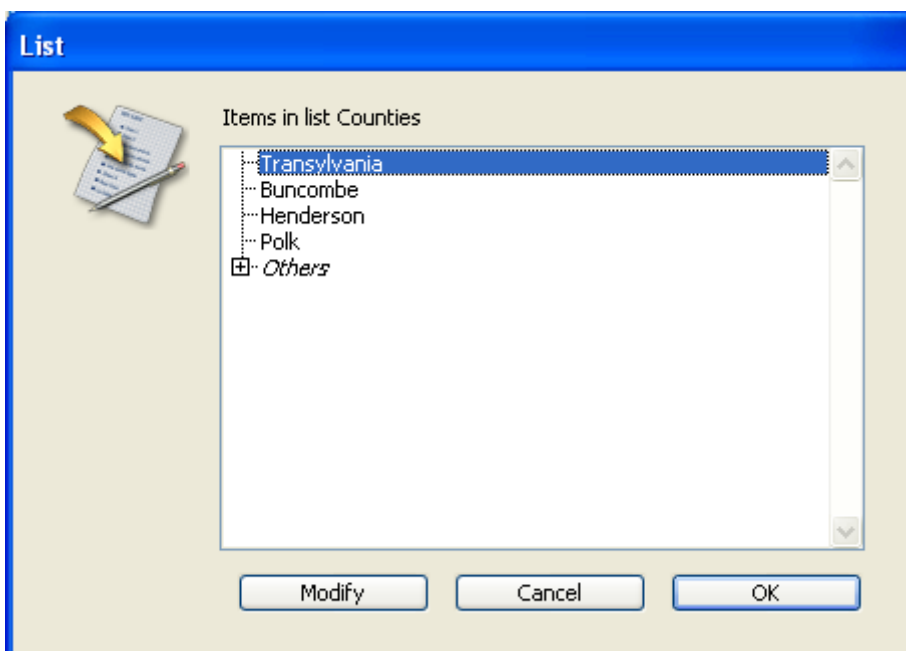 List
Items in list Counties
Transylvania
Buncombe
Henderson
Polk
Others
Modify
Cancel
OK